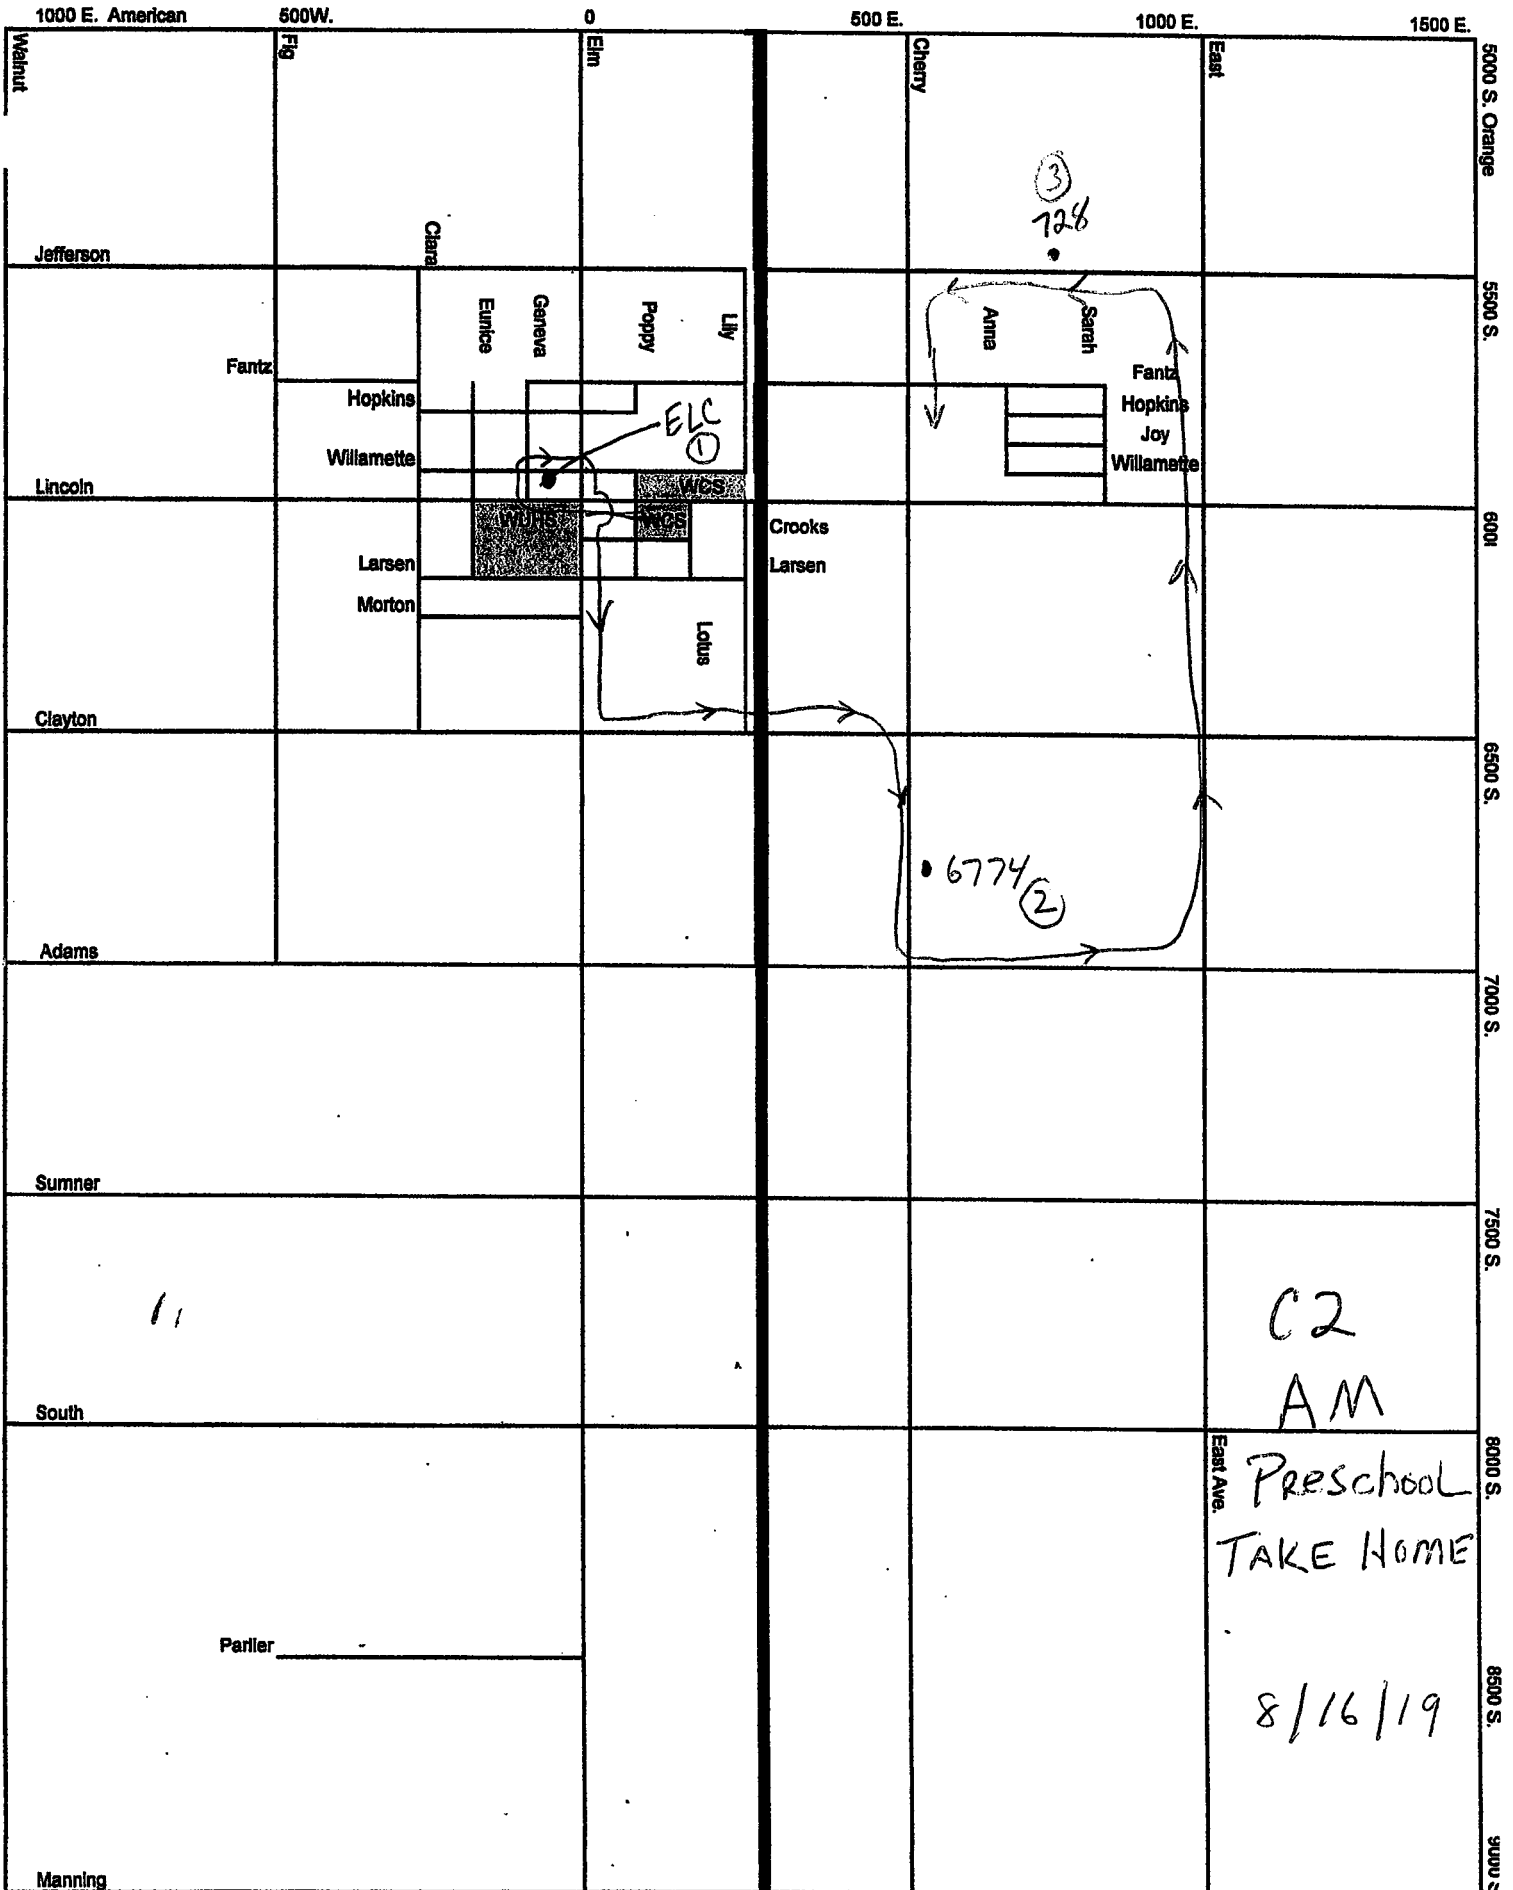 1000 E. American 500W. 0 500 E. 1000 E. 1500 E.
Walnut
Fig
Elm
Cherry
East
5000 S. Orange
3
728
Jefferson
Clara
5500 S.
Eunice
Geneva
Poppy
Lily
Anna
Sarah
Fantz
Fantz
Hopkins
Hopkins
ELC
1
Joy
Willamette
Willamette
Lincoln
WCS
WUHS
WCS
Crooks
Larsen
Larsen
Morton
Lotus
Clayton
6500 S.
6774
2
Adams
7000 S.
Sumner
7500 S.
C2
AM
South
East Ave.
8000 S.
Preschool
TAKE HOME
Parlier
8500 S.
8/16/19
Manning